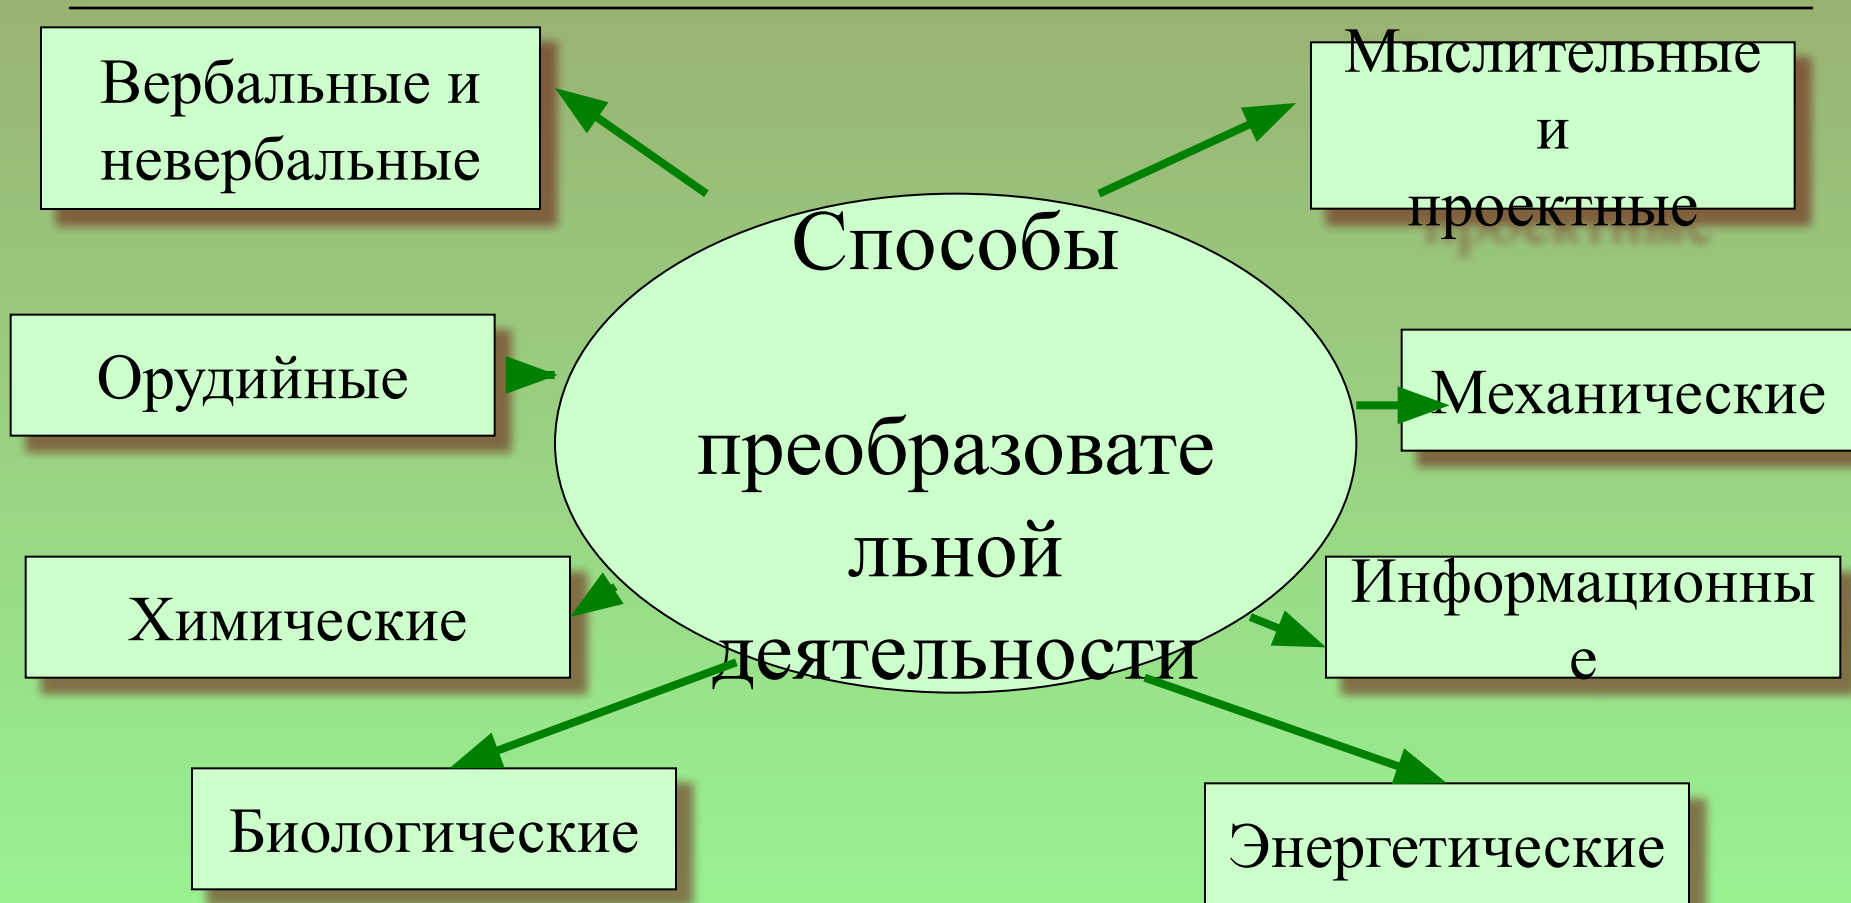 Вербальные и
невербальные
Мыслительные
и
проектные
Способы
преобразовате
льной
деятельности
Орудийные
Механические
Химические
Информационны
е
Биологические
Энергетические